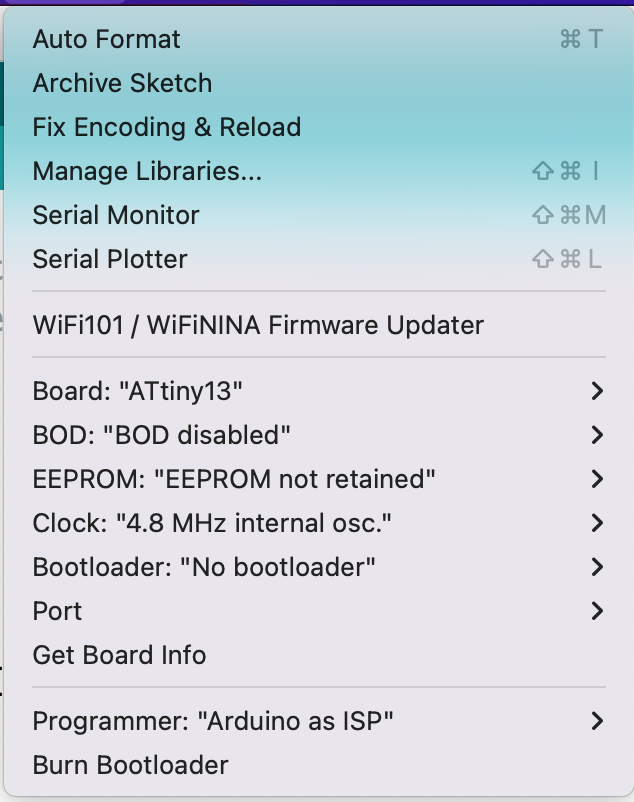 Auto Format ⌘ T
Archive Sketch
Fix Encoding & Reload
Manage Libraries... ⇧ ⌘ I
Serial Monitor ⇧ ⌘ M
Serial Plotter ⇧ ⌘ L
WiFi101 / WiFiNINA Firmware Updater
Board: "ATtiny13"
BOD: "BOD disabled"
EEPROM: "EEPROM not retained"
Clock: "4.8 MHz internal osc."
Bootloader: "No bootloader"
Port
Get Board Info
Programmer: "Arduino as ISP"
Burn Bootloader